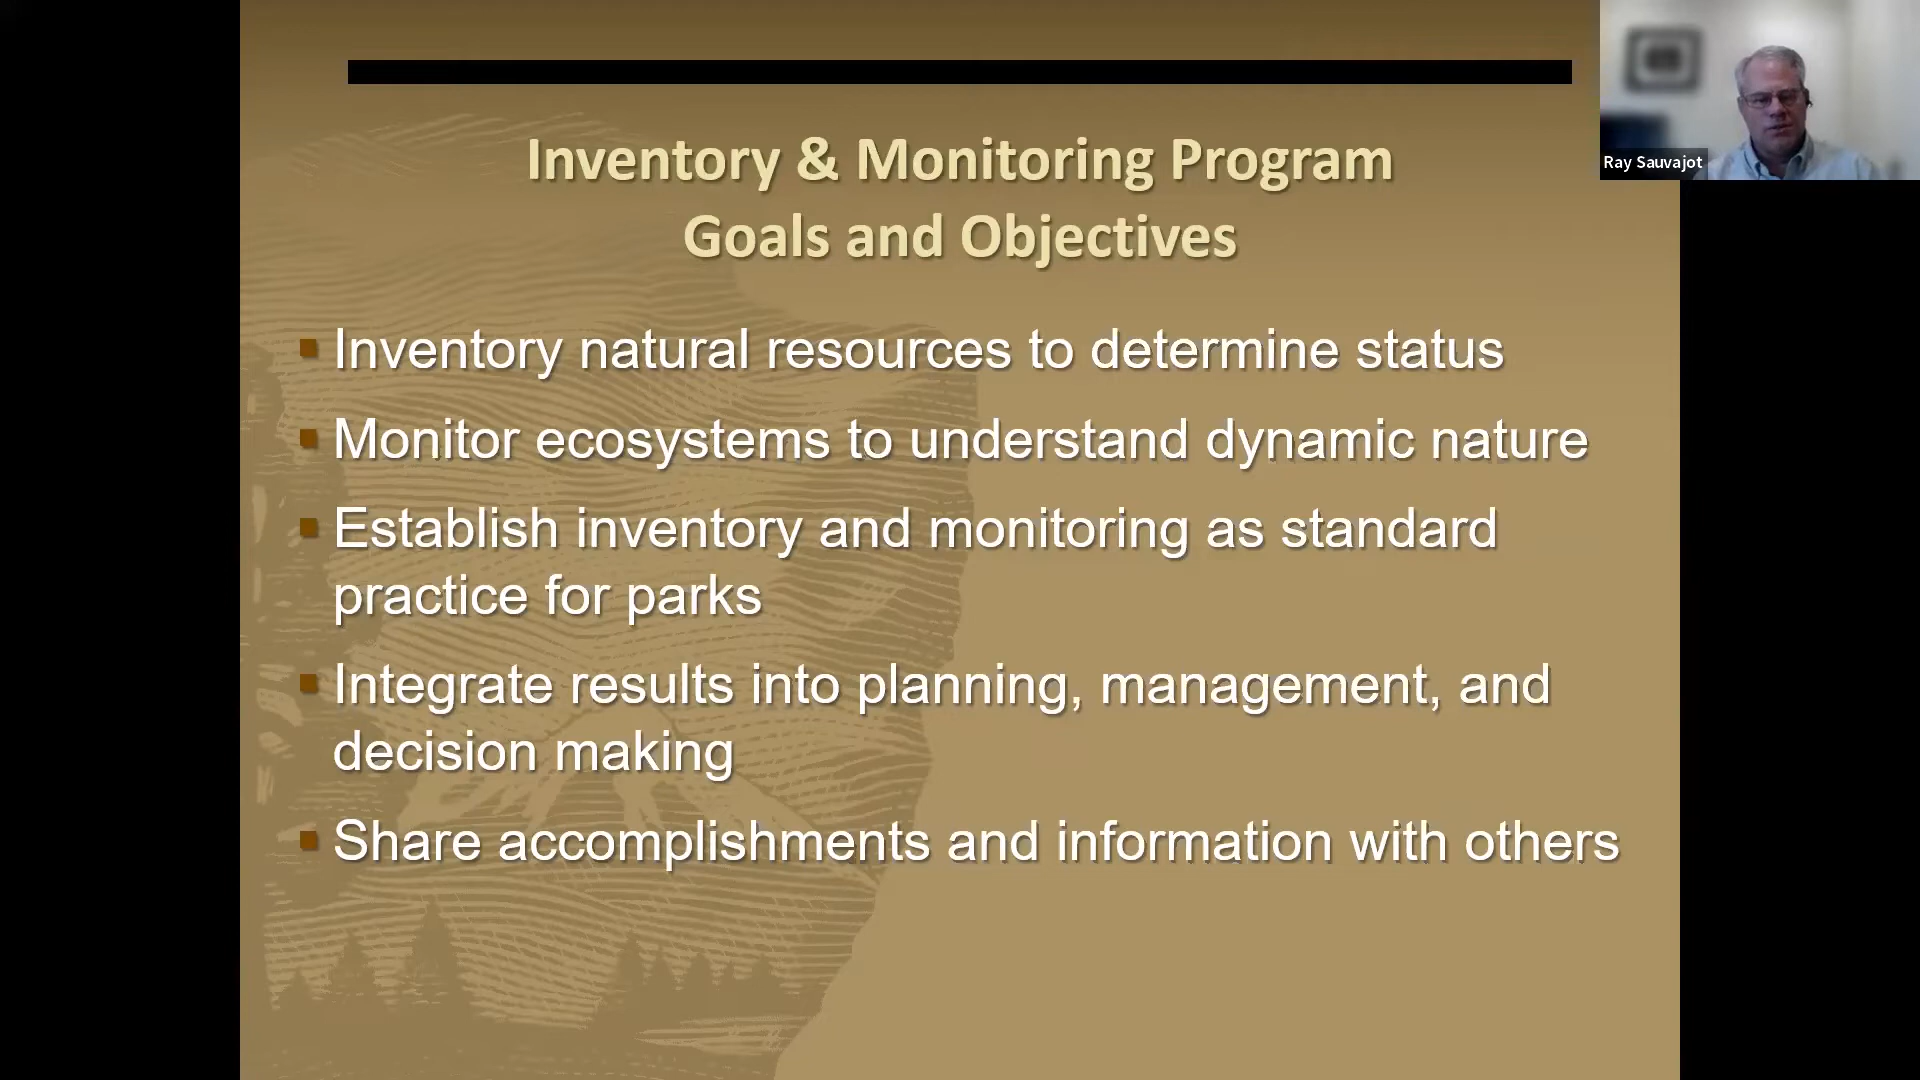 Inventory & Monitoring Program
Goals and Objectives
Inventory natural resources to determine status
Monitor ecosystems to understand dynamic nature
Establish inventory and monitoring as standard
practice for parks
Integrate results into planning, management, and
decision making
Share accomplishments and information with others
Ray Sauvajot